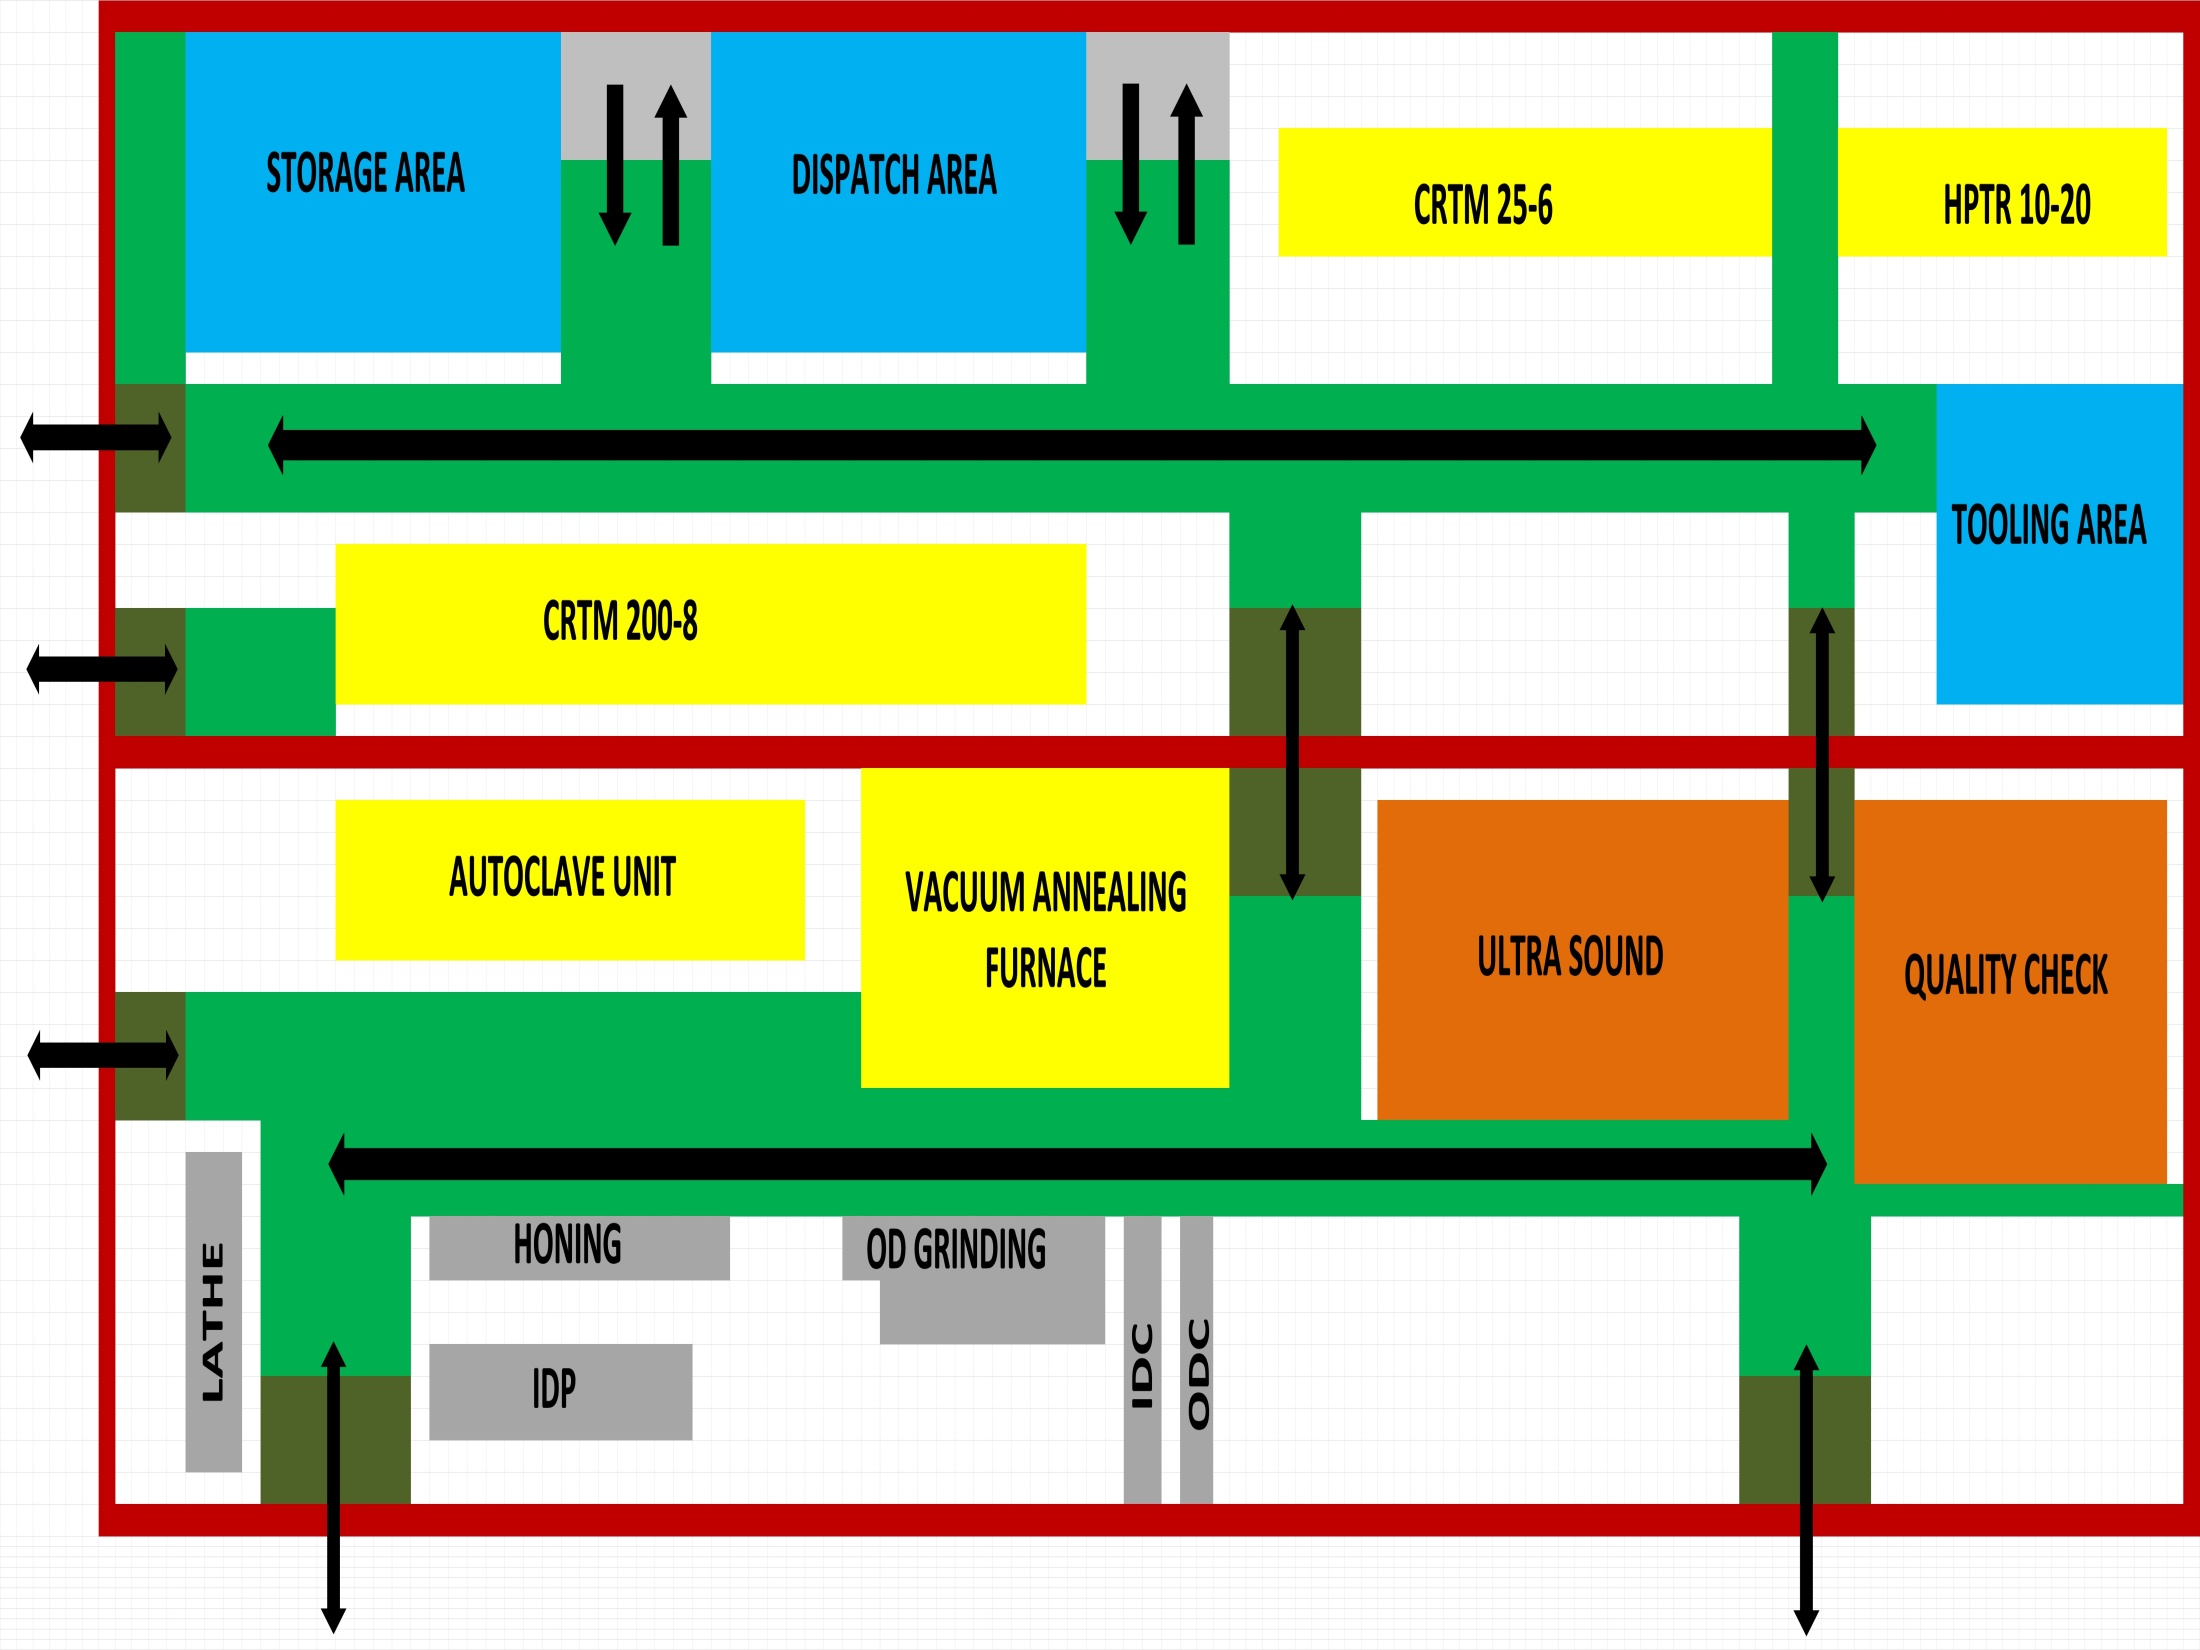 STORAGE AREA
DISPATCH AREA
CRTM 25-6
HPTR 10-20
TOOLING AREA
CRTM 200-8
AUTOCLAVE UNIT
VACUUM ANNEALING
FURNACE
ULTRA SOUND
QUALITY CHECK
LATHE
HONING
OD GRINDING
IDP
IDC
ODC